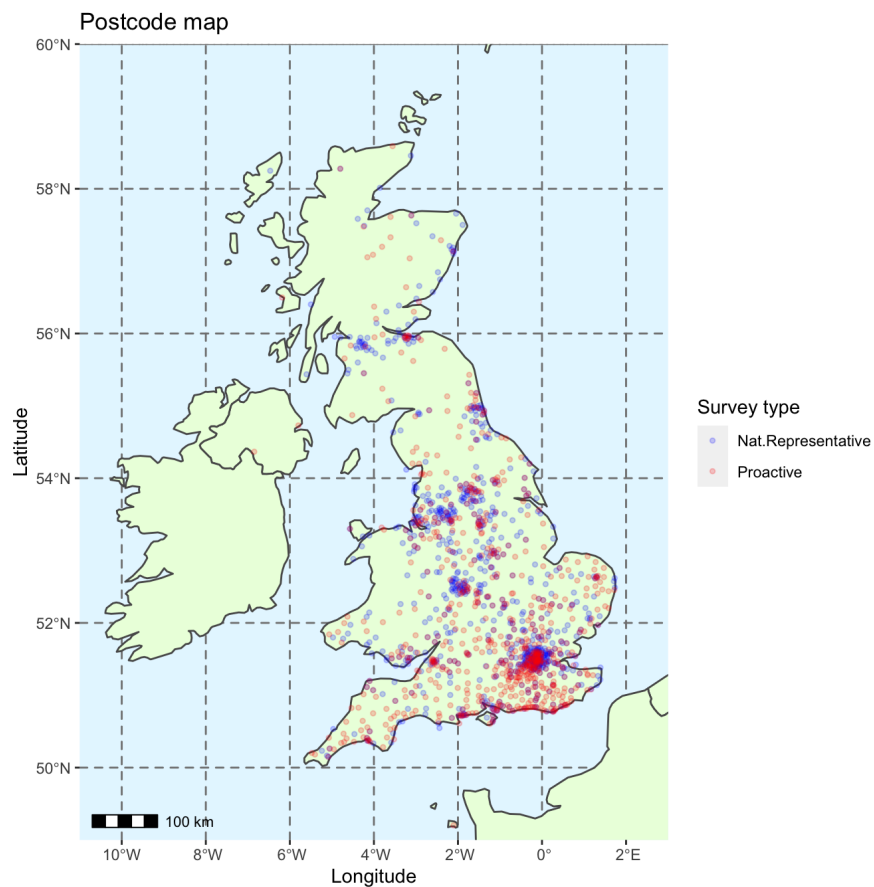 Postcode map
60°N
58°N
56°N
54°N
52°N
50°N
Latitude
100 km
10°W
8°W
6°W
4°W
2°W
0°
2°E
Longitude
Survey type
Nat.Representative
Proactive